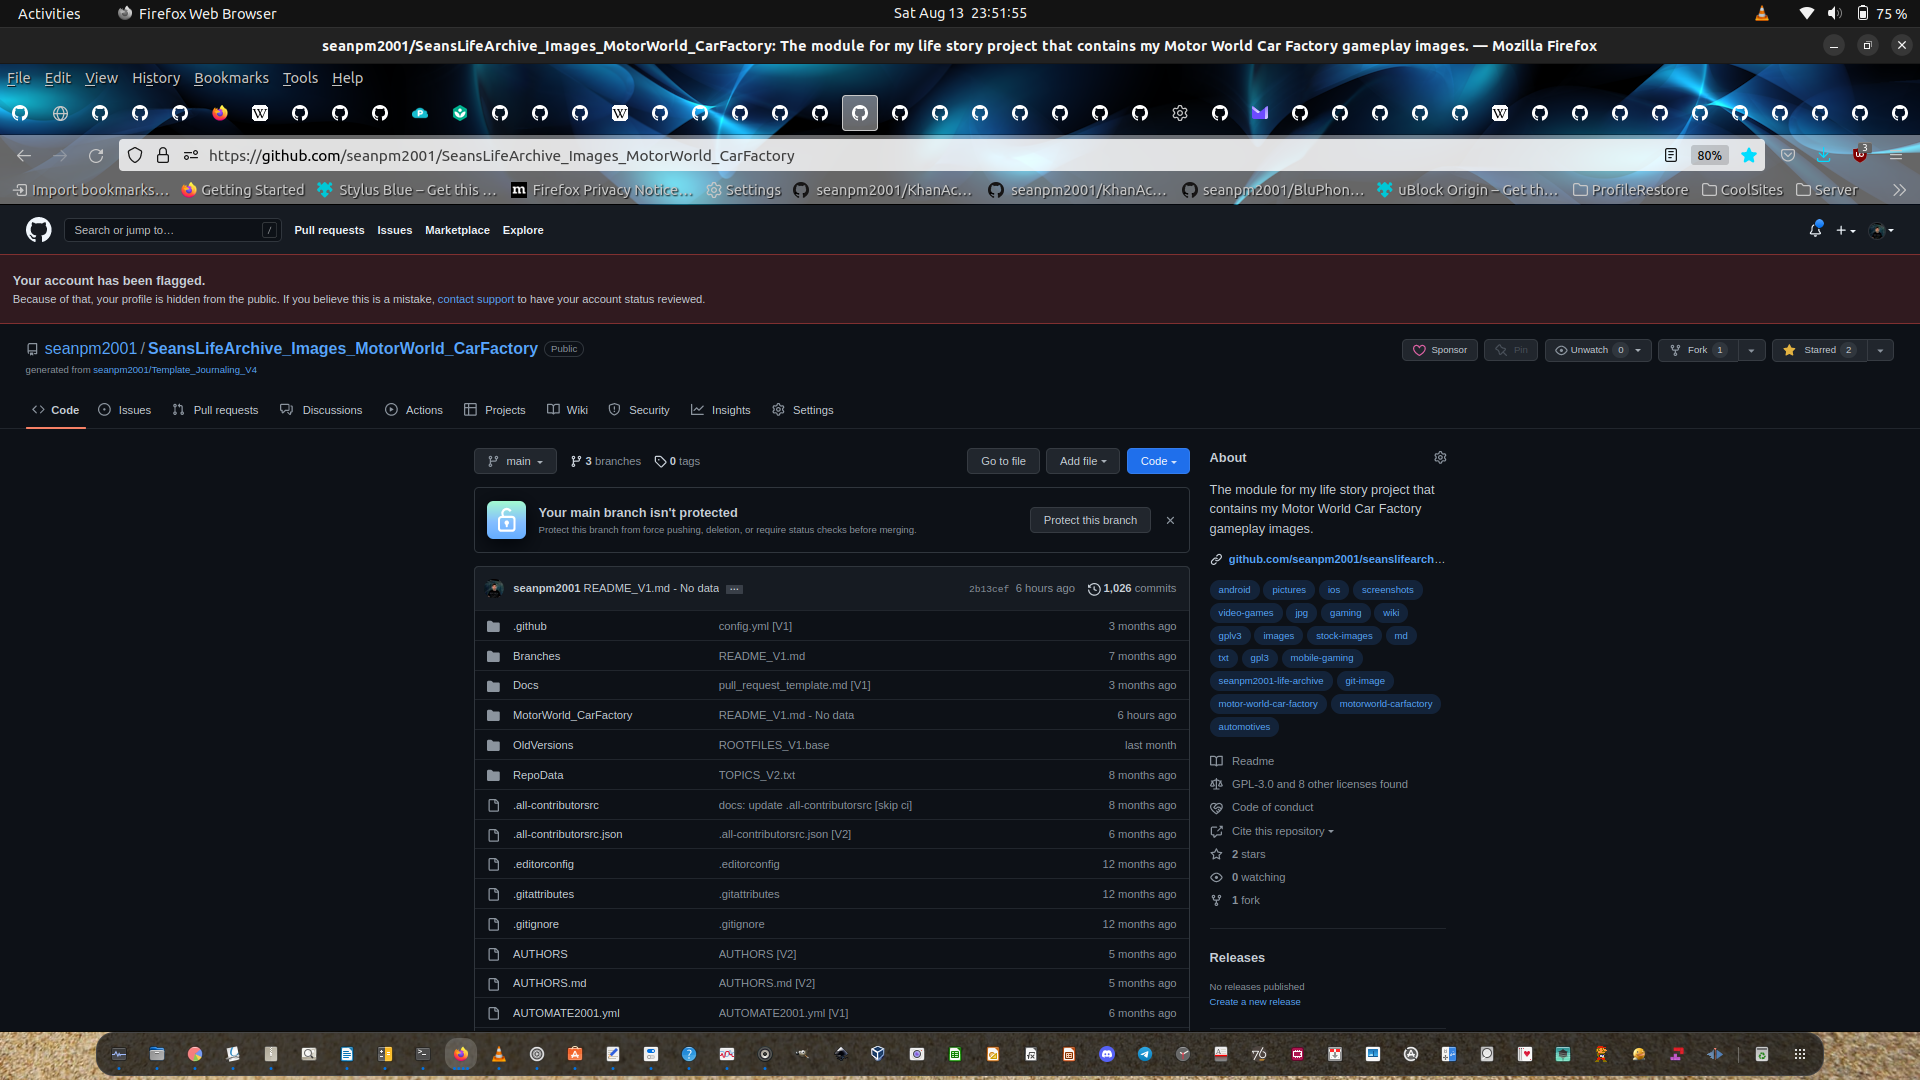 Activities
Firefox Web Browser
Sat Aug 13 23:51:55
75 %
seanpm2001/SeansLifeArchive_Images_MotorWorld_CarFactory: The module for my life story project that contains my Motor World Car Factory gameplay images. — Mozilla Firefox
File Edit View History Bookmarks Tools Help
https://github.com/seanpm2001/SeansLifeArchive_Images_MotorWorld_CarFactory
80%
3
Import bookmarks… Getting Started Stylus Blue – Get this … Firefox Privacy Notice… Settings seanpm2001/KhanAc… seanpm2001/KhanAc… seanpm2001/BluPhon… uBlock Origin – Get th… ProfileRestore CoolSites Server
Search or jump to… / Pull requests Issues Marketplace Explore
Your account has been flagged.
Because of that, your profile is hidden from the public. If you believe this is a mistake, contact support to have your account status reviewed.
seanpm2001 / SeansLifeArchive_Images_MotorWorld_CarFactory Public
Sponsor Pin Unwatch 0 Fork 1 Starred 2
generated from seanpm2001/Template_Journaling_V4
Code Issues Pull requests Discussions Actions Projects Wiki Security Insights Settings
main 3 branches 0 tags Go to file Add file Code
Your main branch isn't protected
Protect this branch from force pushing, deletion, or require status checks before merging.
Protect this branch
seanpm2001 README_V1.md - No data … 2b13cef 6 hours ago 1,026 commits
.github config.yml [V1] 3 months ago
Branches README_V1.md 7 months ago
Docs pull_request_template.md [V1] 3 months ago
MotorWorld_CarFactory README_V1.md - No data 6 hours ago
OldVersions ROOTFILES_V1.base last month
RepoData TOPICS_V2.txt 8 months ago
.all-contributorsrc docs: update .all-contributorsrc [skip ci] 8 months ago
.all-contributorsrc.json .all-contributorsrc.json [V2] 6 months ago
.editorconfig .editorconfig 12 months ago
.gitattributes .gitattributes 12 months ago
.gitignore .gitignore 12 months ago
AUTHORS AUTHORS [V2] 5 months ago
AUTHORS.md AUTHORS.md [V2] 5 months ago
AUTOMATE2001.yml AUTOMATE2001.yml [V1] 6 months ago
About
The module for my life story project that
contains my Motor World Car Factory
gameplay images.
github.com/seanpm2001/seanslifearch…
android pictures ios screenshots
video-games jpg gaming wiki
gplv3 images stock-images md
txt gpl3 mobile-gaming
seanpm2001-life-archive git-image
motor-world-car-factory motorworld-carfactory
automotives
Readme
GPL-3.0 and 8 other licenses found
Code of conduct
Cite this repository
2 stars
0 watching
1 fork
Releases
No releases published
Create a new release